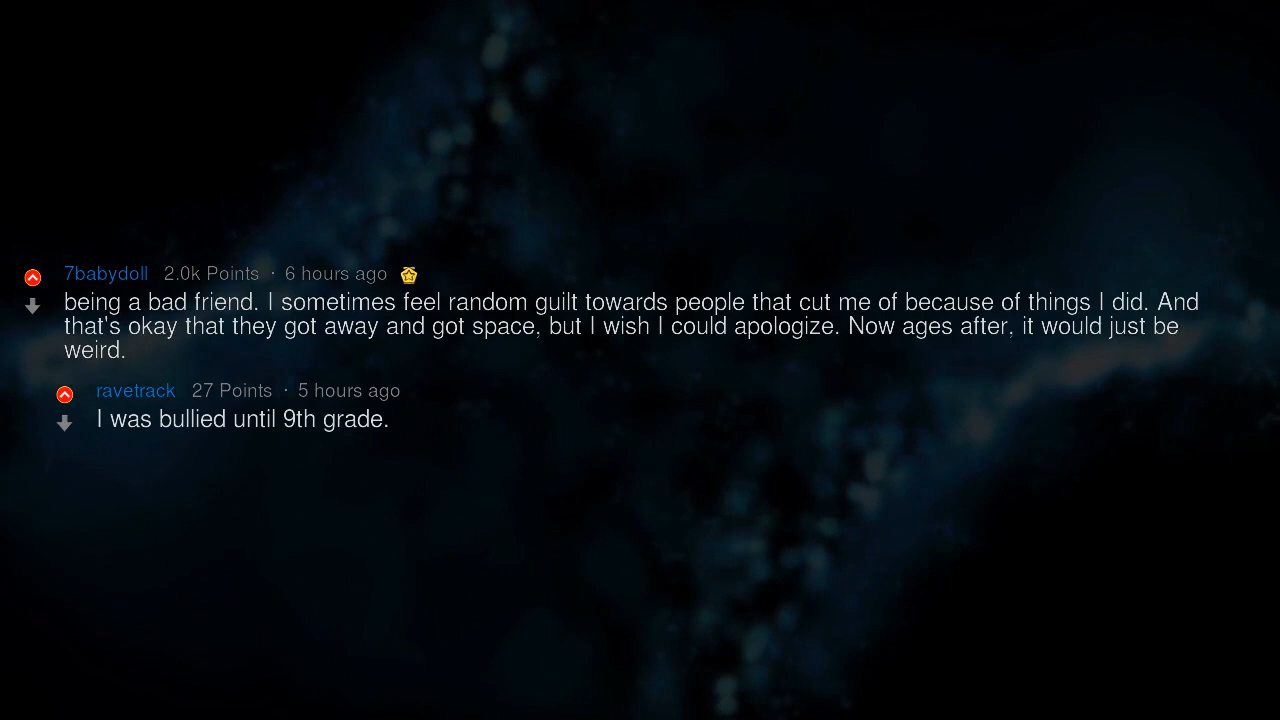 7babydoll 2.0k Points · 6 hours ago
being a bad friend. I sometimes feel random guilt towards people that cut me of because of things I did. And
that's okay that they got away and got space, but I wish I could apologize. Now ages after, it would just be
weird.
ravetrack 27 Points · 5 hours ago
I was bullied until 9th grade.